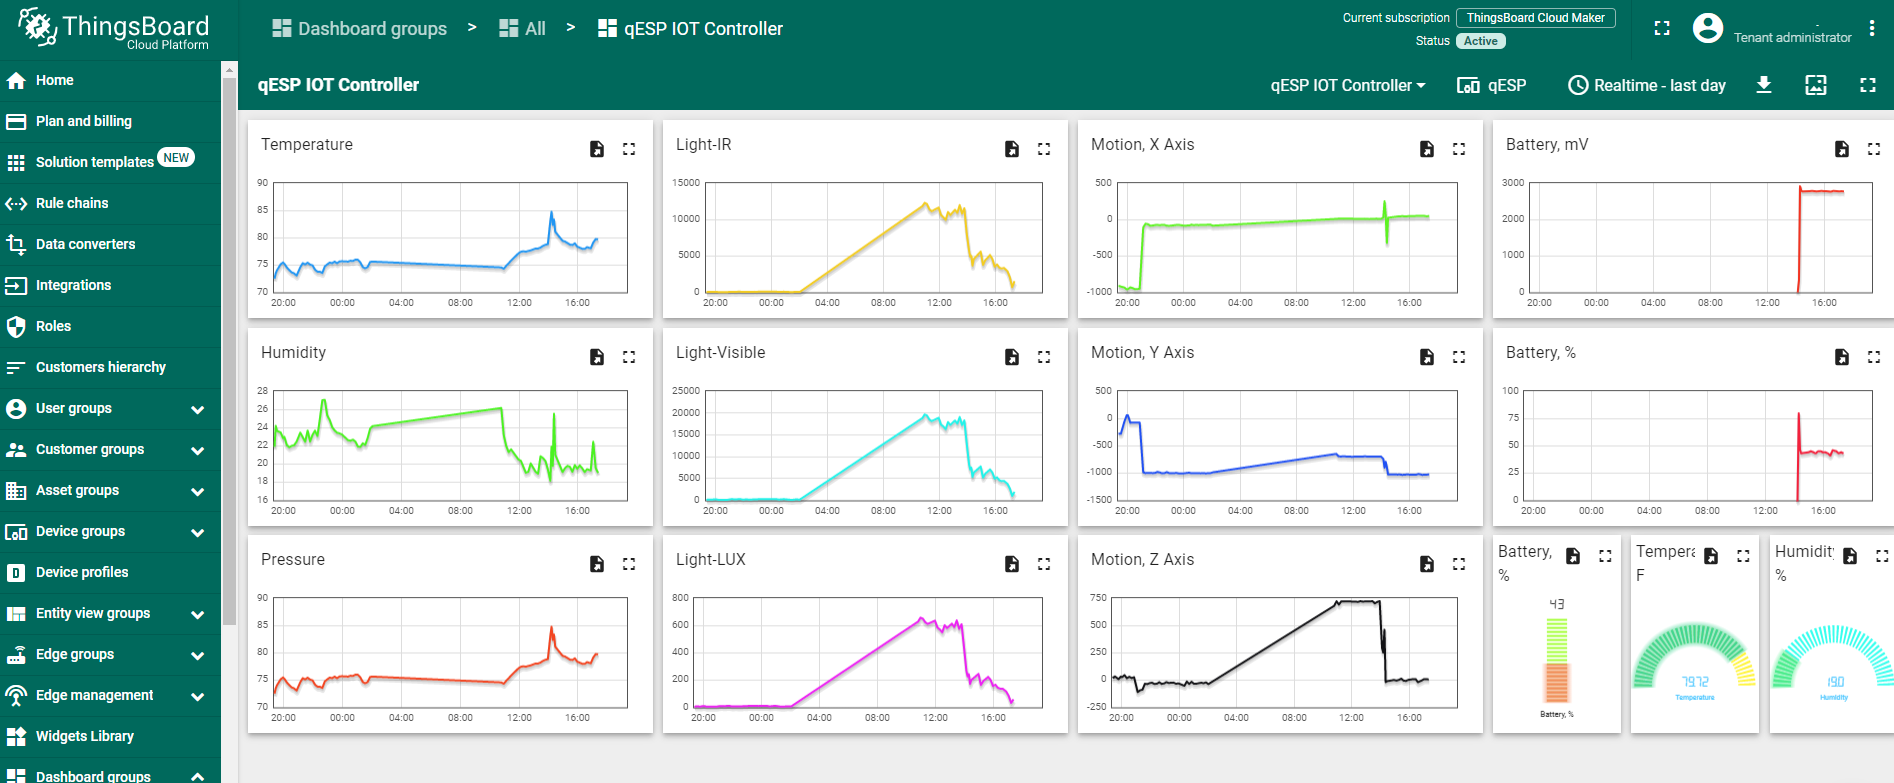 ThingsBoard
Cloud Platform
Dashboard groups > All > qESP IOT Controller
Current subscription ThingsBoard Cloud Maker
Status Active
Tenant administrator
Home
Plan and billing
Solution templates NEW
Rule chains
Data converters
Integrations
Roles
Customers hierarchy
User groups
Customer groups
Asset groups
Device groups
Device profiles
Entity view groups
Edge groups
Edge management
Widgets Library
Dashboard groups
qESP IOT Controller
qESP IOT Controller qESP Realtime - last day
Temperature
90
85
80
75
70
20:00 00:00 04:00 08:00 12:00 16:00
Light-IR
15000
10000
5000
0
20:00 00:00 04:00 08:00 12:00 16:00
Motion, X Axis
500
0
-500
-1000
20:00 00:00 04:00 08:00 12:00 16:00
Battery, mV
3000
2000
1000
0
20:00 00:00 04:00 08:00 12:00 16:00
Humidity
28
26
24
22
20
18
16
20:00 00:00 04:00 08:00 12:00 16:00
Light-Visible
25000
20000
15000
10000
5000
0
20:00 00:00 04:00 08:00 12:00 16:00
Motion, Y Axis
500
0
-500
-1000
-1500
20:00 00:00 04:00 08:00 12:00 16:00
Battery, %
100
75
50
25
0
20:00 00:00 04:00 08:00 12:00 16:00
Pressure
90
85
80
75
70
20:00 00:00 04:00 08:00 12:00 16:00
Light-LUX
800
600
400
200
0
20:00 00:00 04:00 08:00 12:00 16:00
Motion, Z Axis
750
500
250
0
-250
20:00 00:00 04:00 08:00 12:00 16:00
Battery,
%
43
Battery, %
Tempera
F
79.72
Temperature
Humidit
%
19.0
Humidity